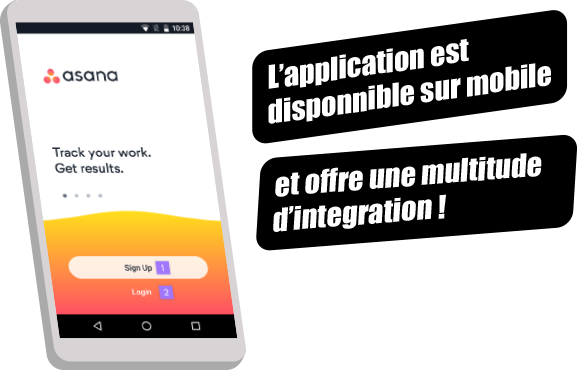 10:38
asana
Track your work.
Get results.
Sign Up 1
Login 2
L'application est
disponnible sur mobile
et offre une multitude
d'integration !